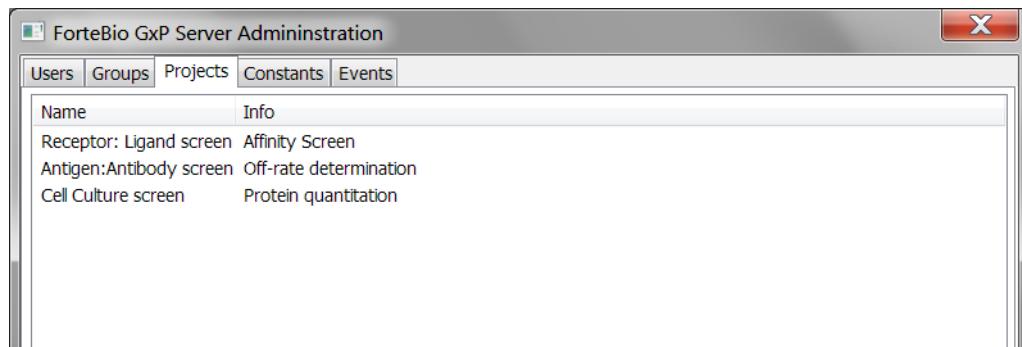 ForteBio GxP Server Admininstration
Users Groups Projects Constants Events
Name Info
Receptor: Ligand screen Affinity Screen
Antigen:Antibody screen Off-rate determination
Cell Culture screen Protein quantitation